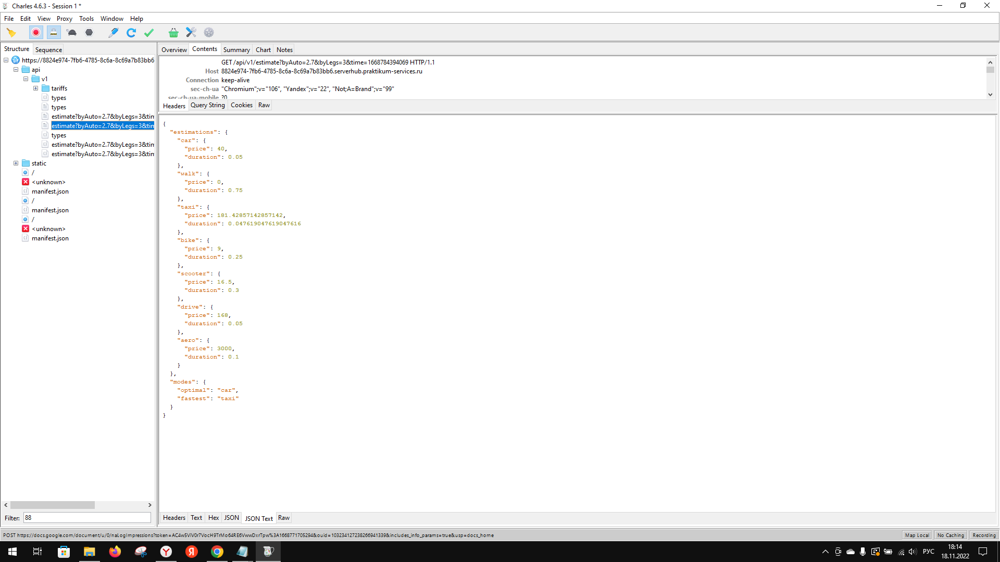 Charles 4.6.3 - Session 1 *
File Edit View Proxy Tools Window Help
Structure Sequence
https://8824e974-7fb6-4785-8c6a-8c69a7b83bb6
api
v1
tariffs
types
types
estimate?byAuto=2.7&byLegs=3&tim
estimate?byAuto=2.7&byLegs=3&tim
types
estimate?byAuto=2.7&byLegs=3&tim
estimate?byAuto=2.7&byLegs=3&tim
static
/
<unknown>
manifest.json
/
manifest.json
/
<unknown>
manifest.json
Filter: 88
Overview Contents Summary Chart Notes
GET /api/v1/estimate?byAuto=2.7&byLegs=3&time=1668784394069 HTTP/1.1
Host 8824e974-7fb6-4785-8c6a-8c69a7b83bb6.serverhub.praktikum-services.ru
Connection keep-alive
sec-ch-ua "Chromium";v="106", "Yandex";v="22", "Not;A=Brand";v="99"
sec-ch-ua-mobile ?0
Headers Query String Cookies Raw
{
"estimations": {
"car": {
"price": 40,
"duration": 0.05
},
"walk": {
"price": 0,
"duration": 0.75
},
"taxi": {
"price": 181.42857142857142,
"duration": 0.047619047619047616
},
"bike": {
"price": 9,
"duration": 0.25
},
"scooter": {
"price": 16.5,
"duration": 0.3
},
"drive": {
"price": 168,
"duration": 0.05
},
"aero": {
"price": 3000,
"duration": 0.1
}
},
"modes": {
"optimal": "car",
"fastest": "taxi"
}
}
Headers Text Hex JSON JSON Text Raw
POST https://docs.google.com/document/u/0/naLogImpressions?token=AC4w5ViV0r7VocH9TrMo64RE6VwwDxrTpw%3A1668771705294&ouid=103234127238266941339&includes_info_params=true&usp=docs_home
Map Local No Caching Recording
РУС
18:14
18.11.2022